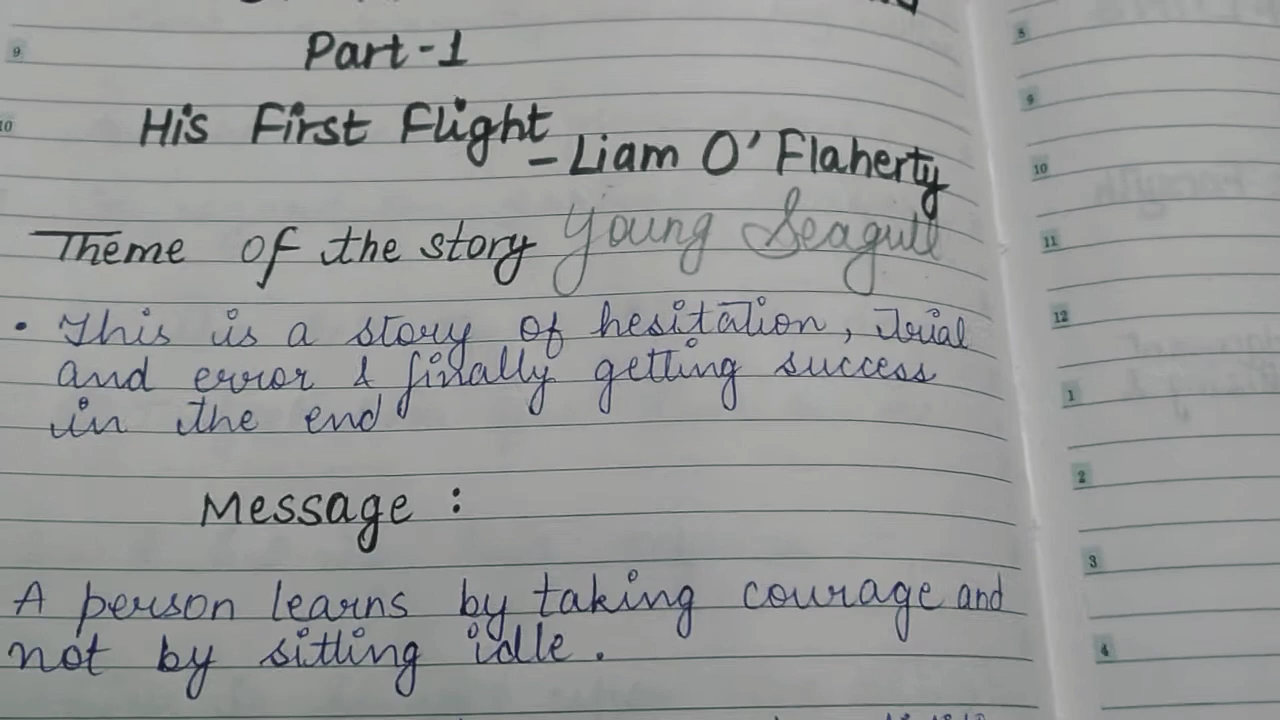 Part-1
His First Flight
- Liam O' Flaherty
Theme of the story Young Seagull
• This is a story of hesitation, Trial
and error & finally getting success
in the end
Message :
A person learns by taking courage and
not by sitting idle.